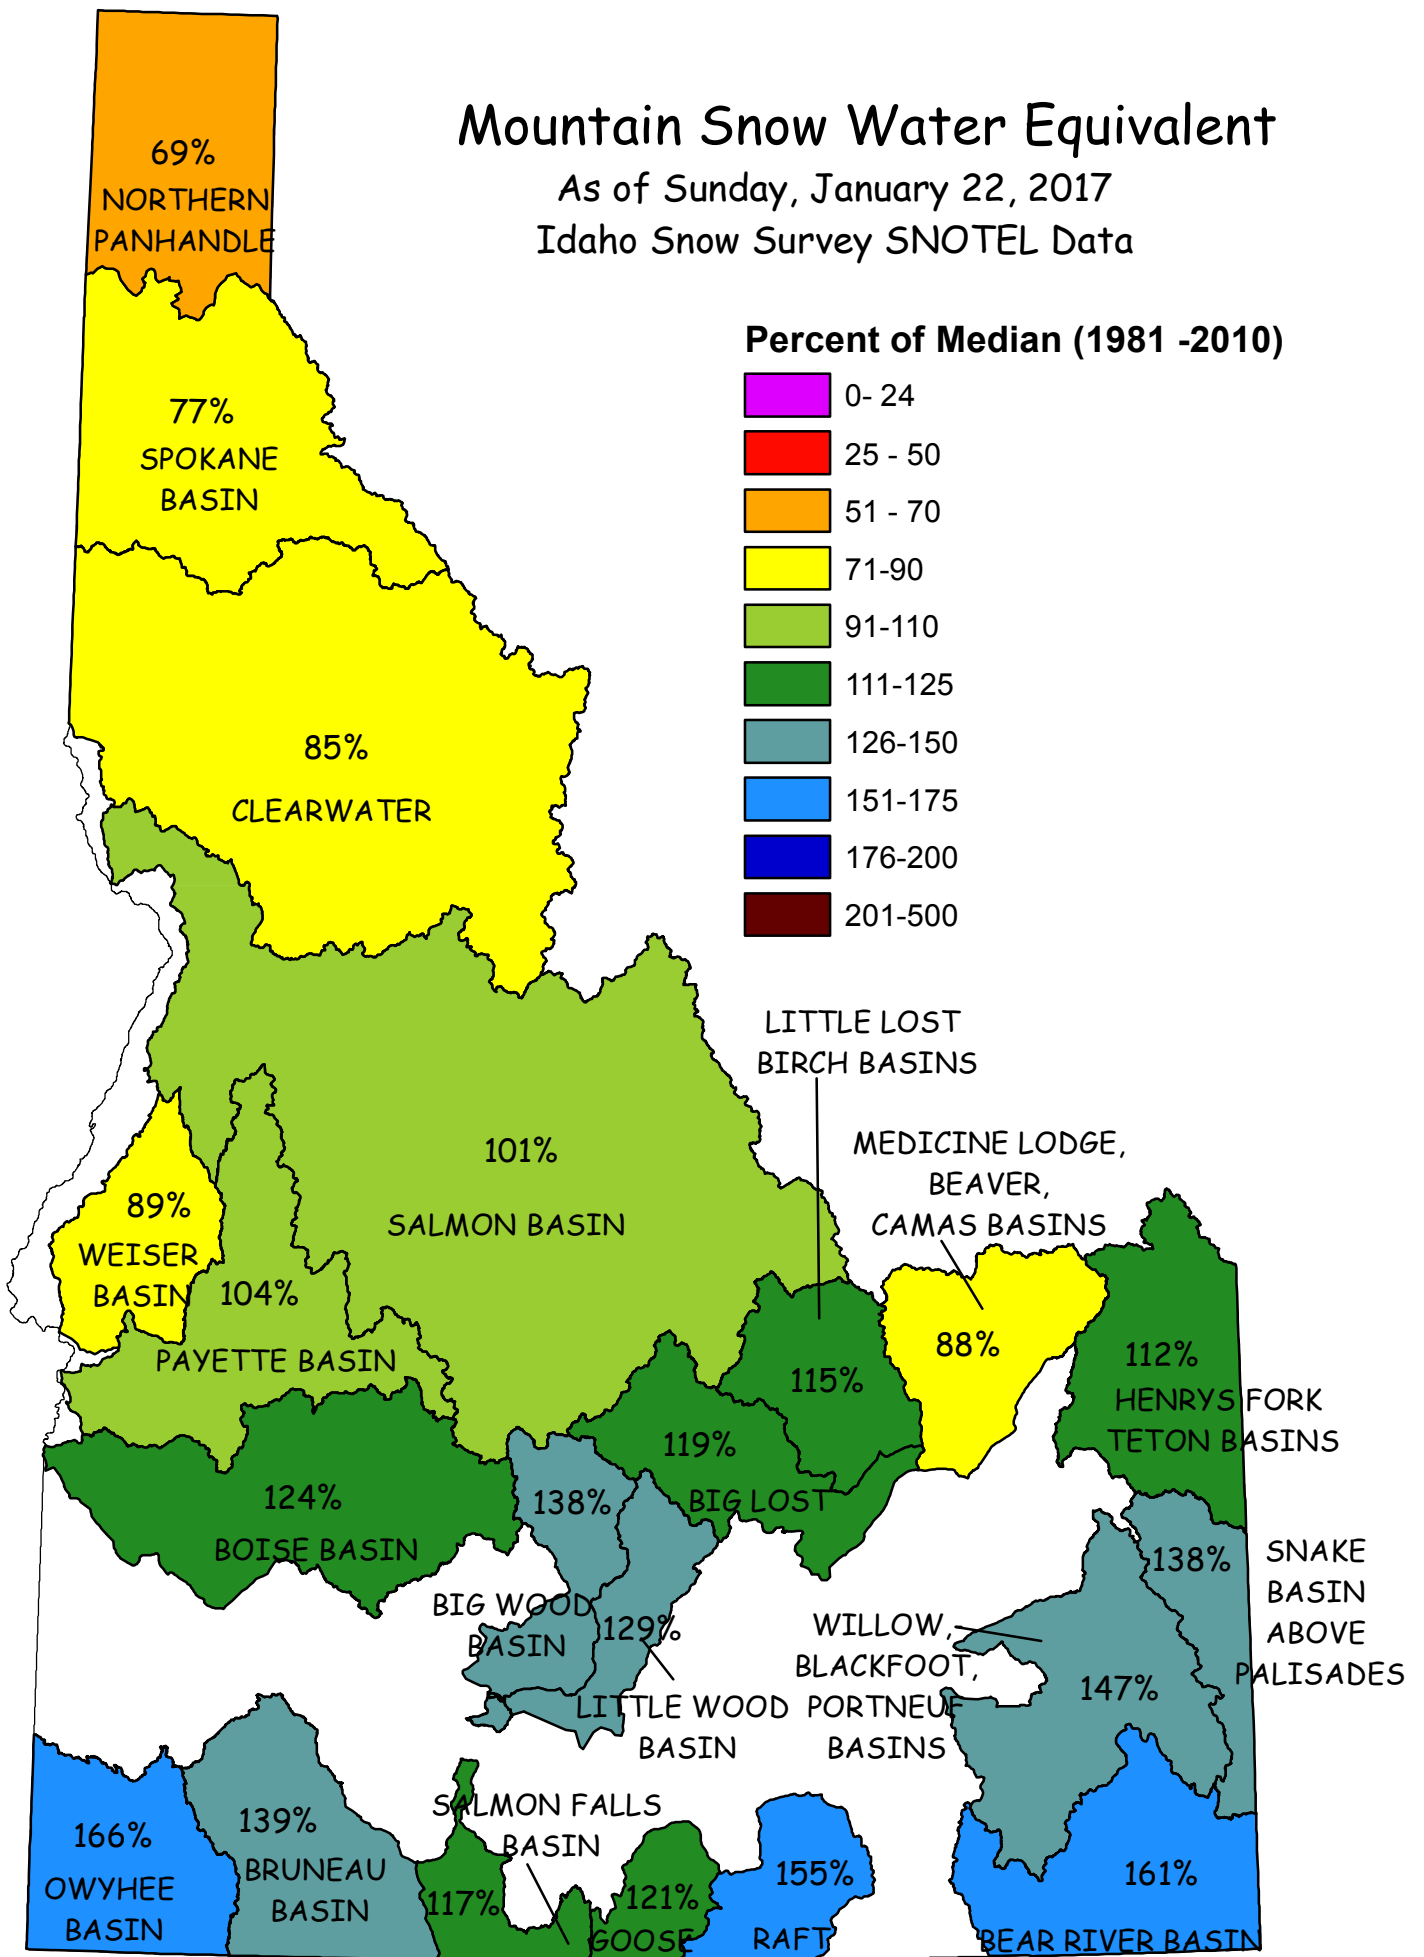 Mountain Snow Water Equivalent
As of Sunday, January 22, 2017
Idaho Snow Survey SNOTEL Data
Percent of Median (1981 -2010)
0- 24
25 - 50
51 - 70
71-90
91-110
111-125
126-150
151-175
176-200
201-500
69%
NORTHERN
PANHANDLE
77%
SPOKANE
BASIN
85%
CLEARWATER
101%
SALMON BASIN
89%
WEISER
BASIN
104%
PAYETTE BASIN
LITTLE LOST
BIRCH BASINS
115%
MEDICINE LODGE,
BEAVER,
CAMAS BASINS
88%
112%
HENRYS FORK
TETON BASINS
119%
BIG LOST
124%
BOISE BASIN
138%
BIG WOOD
BASIN
129%
LITTLE WOOD
BASIN
138%
SNAKE
BASIN
ABOVE
PALISADES
WILLOW,
BLACKFOOT,
PORTNEUF
BASINS
147%
166%
OWYHEE
BASIN
139%
BRUNEAU
BASIN
SALMON FALLS
BASIN
117%
121%
GOOSE
155%
RAFT
161%
BEAR RIVER BASIN